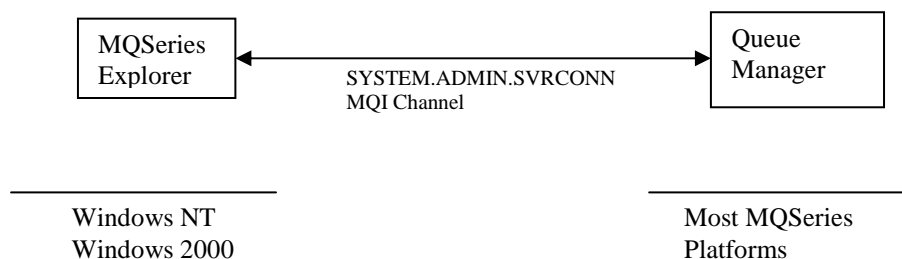 MQSeries
Explorer
SYSTEM.ADMIN.SVRCONN
MQI Channel
Queue
Manager
Windows NT
Windows 2000
Most MQSeries
Platforms